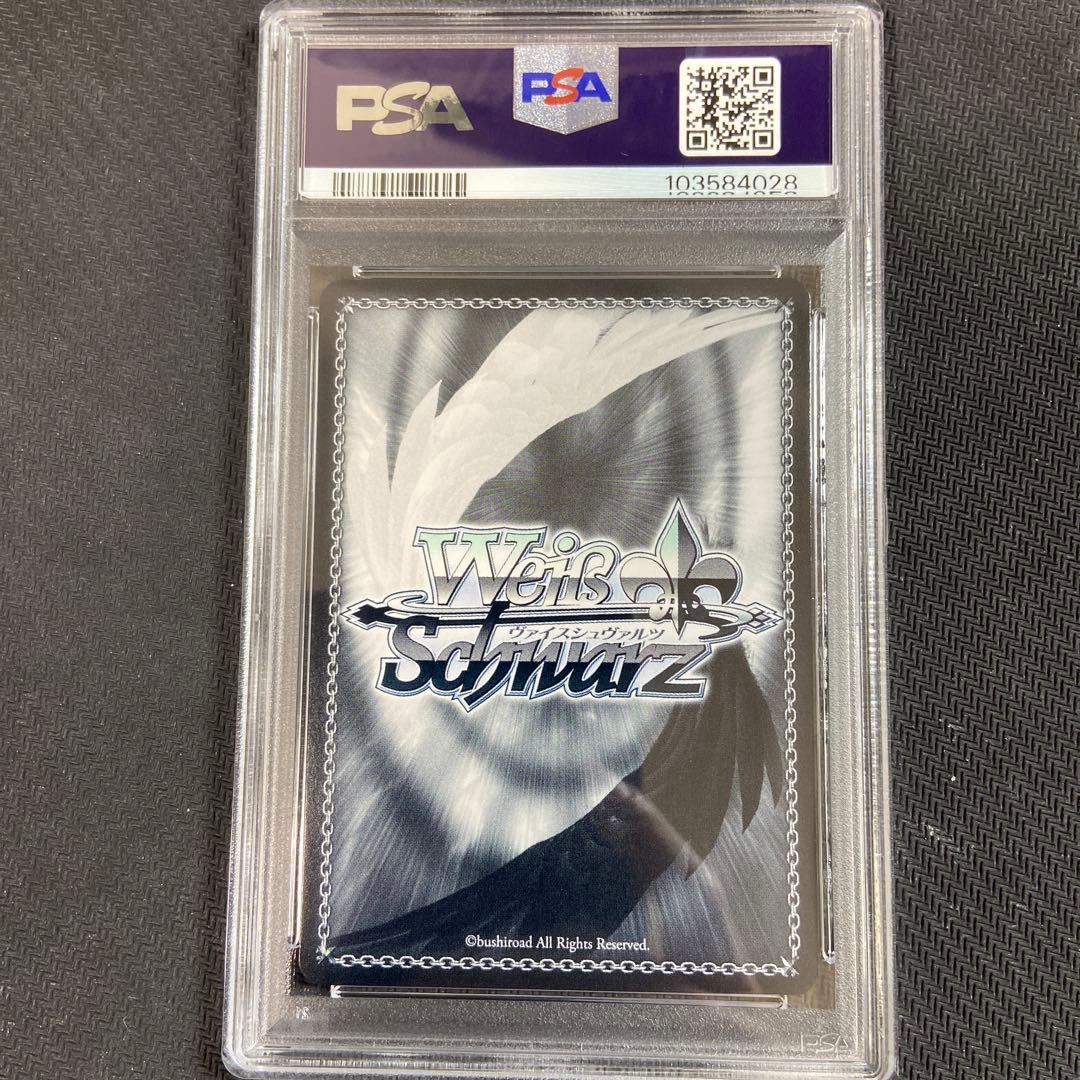 PSA
PSA
103584028
Weiß
ヴァイスシュヴァルツ
Schwarz
©bushiroad All Rights Reserved.
PSA